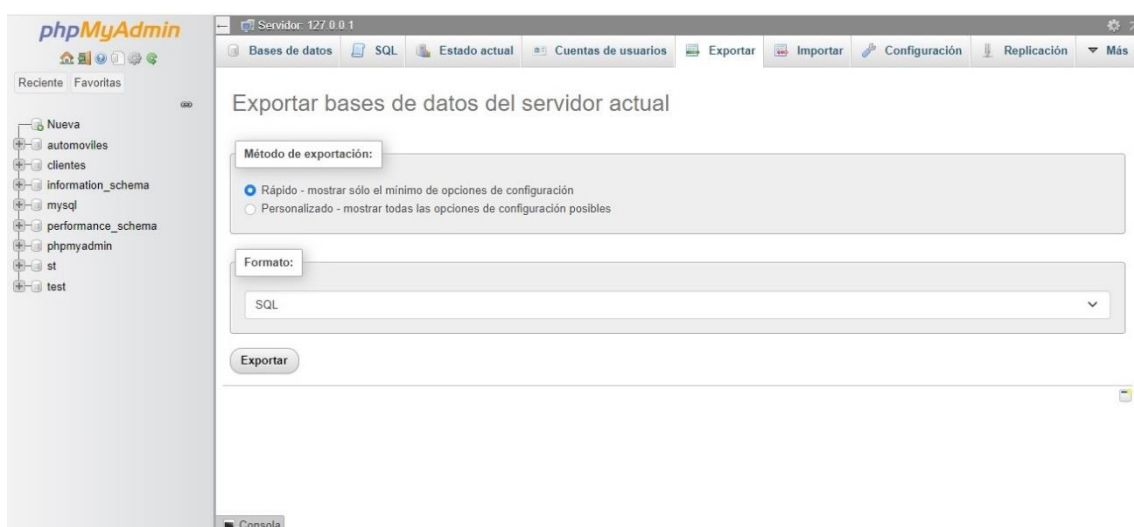 phpMyAdmin
Reciente Favoritas
Nueva
automoviles
clientes
information_schema
mysql
performance_schema
phpmyadmin
st
test
Servidor: 127.0.0.1
Bases de datos SQL Estado actual Cuentas de usuarios Exportar Importar Configuración Replicación Más
Exportar bases de datos del servidor actual
Método de exportación:
Rápido - mostrar sólo el mínimo de opciones de configuración
Personalizado - mostrar todas las opciones de configuración posibles
Formato:
SQL
Exportar
Consola